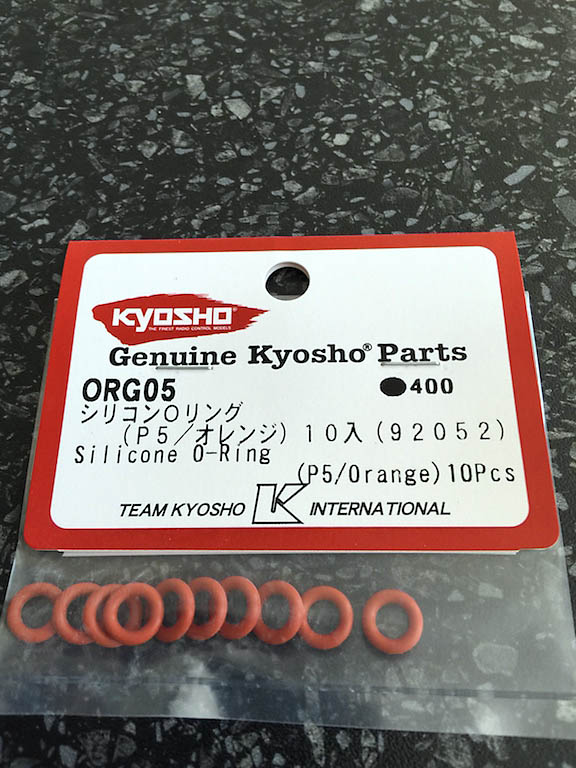 KYOSHO
THE FINEST RADIO CONTROL MODELS
Genuine Kyosho® Parts
ORG05 ●400
シリコンOリング
(P5/オレンジ) 10入(92052)
Silicone O-Ring
(P5/Orange)10Pcs
TEAM KYOSHO K INTERNATIONAL